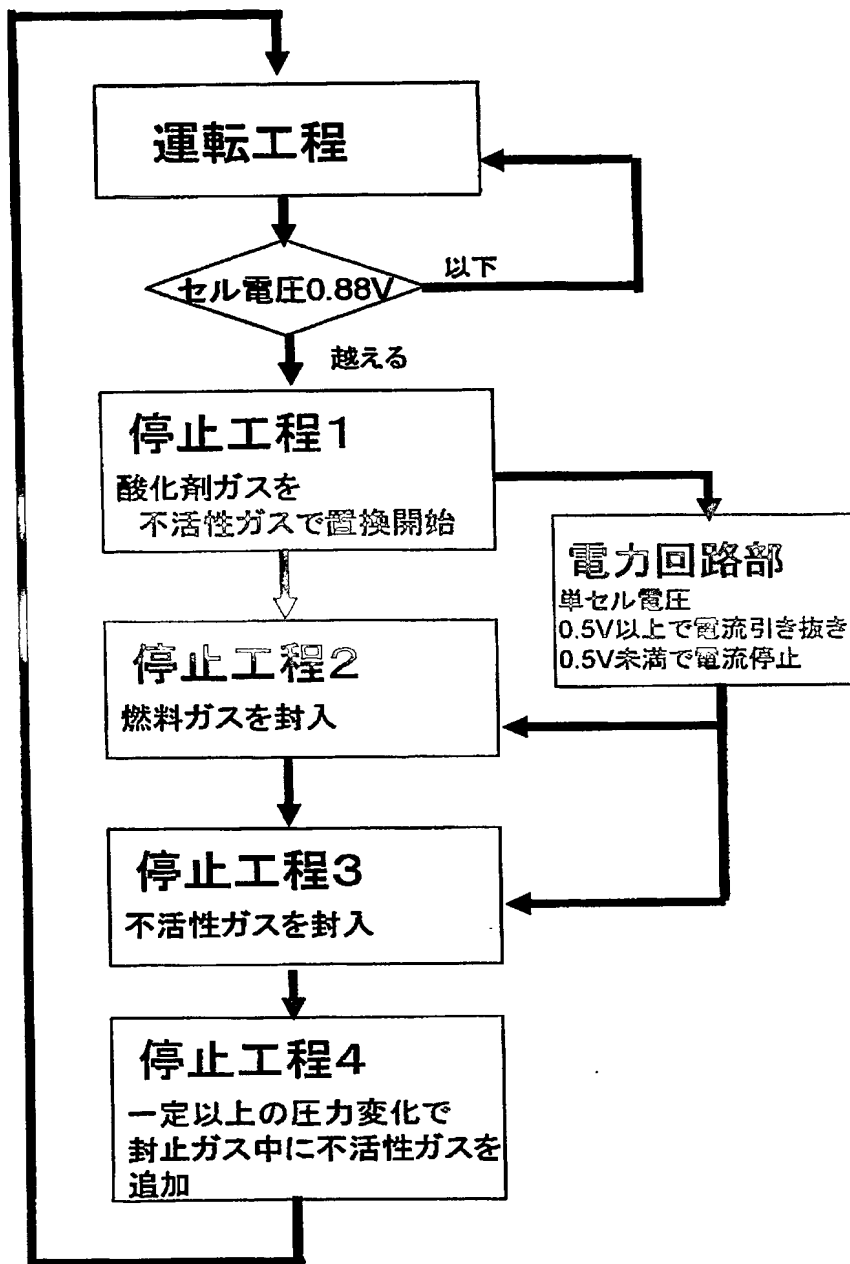 運転工程
セル電圧0.88V
以下
越える
停止工程1
酸化剤ガスを
不活性ガスで置換開始
電力回路部
単セル電圧
0.5V以上で電流引き抜き
0.5V未満で電流停止
停止工程2
燃料ガスを封入
停止工程3
不活性ガスを封入
停止工程4
一定以上の圧力変化で
封止ガス中に不活性ガスを
追加